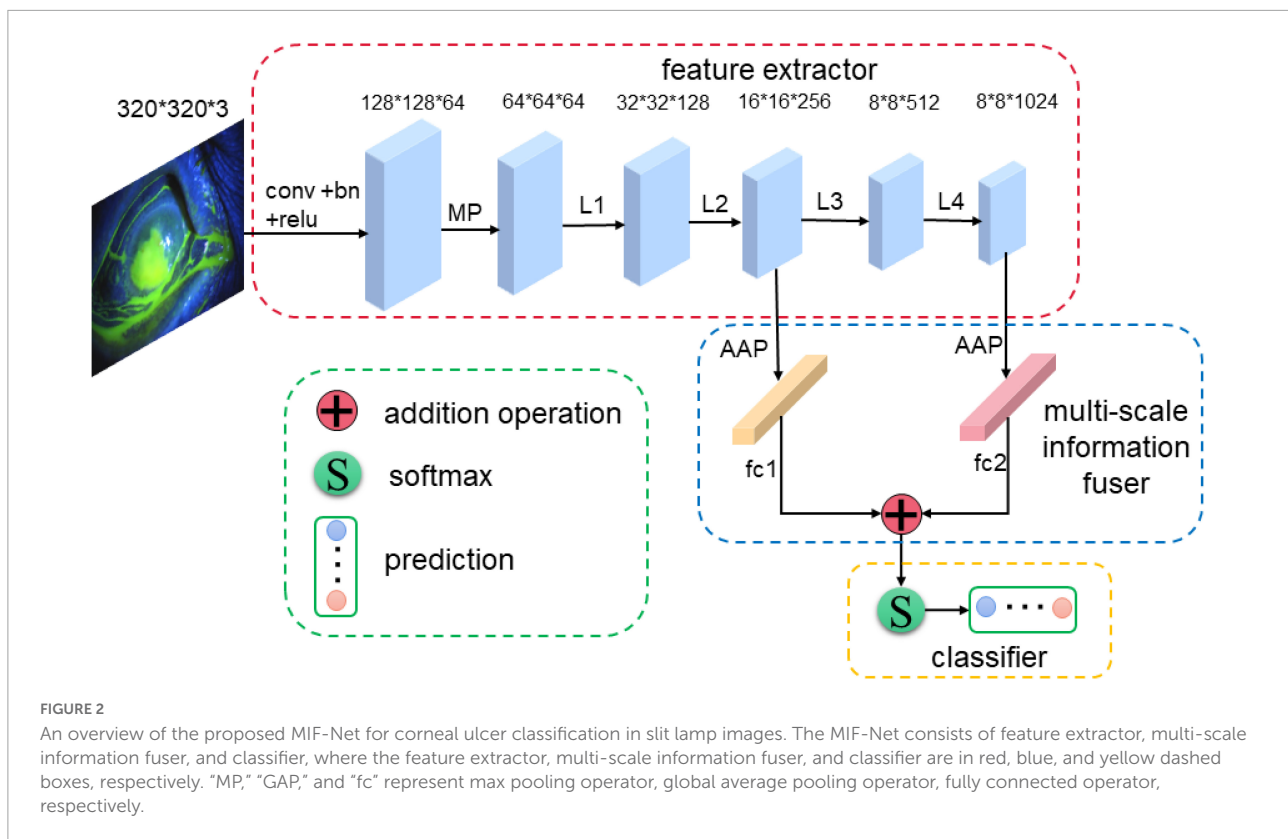 feature extractor
320*320*3
128*128*64
64*64*64
32*32*128
16*16*256
8*8*512
8*8*1024
conv +bn
+relu
MP
L1
L2
L3
L4
AAP
AAP
fc1
fc2
multi-scale
information
fuser
+
S
classifier
+ addition operation
S softmax
prediction
FIGURE 2
An overview of the proposed MIF-Net for corneal ulcer classification in slit lamp images. The MIF-Net consists of feature extractor, multi-scale
information fuser, and classifier, where the feature extractor, multi-scale information fuser, and classifier are in red, blue, and yellow dashed
boxes, respectively. “MP,” “GAP,” and “fc” represent max pooling operator, global average pooling operator, fully connected operator,
respectively.